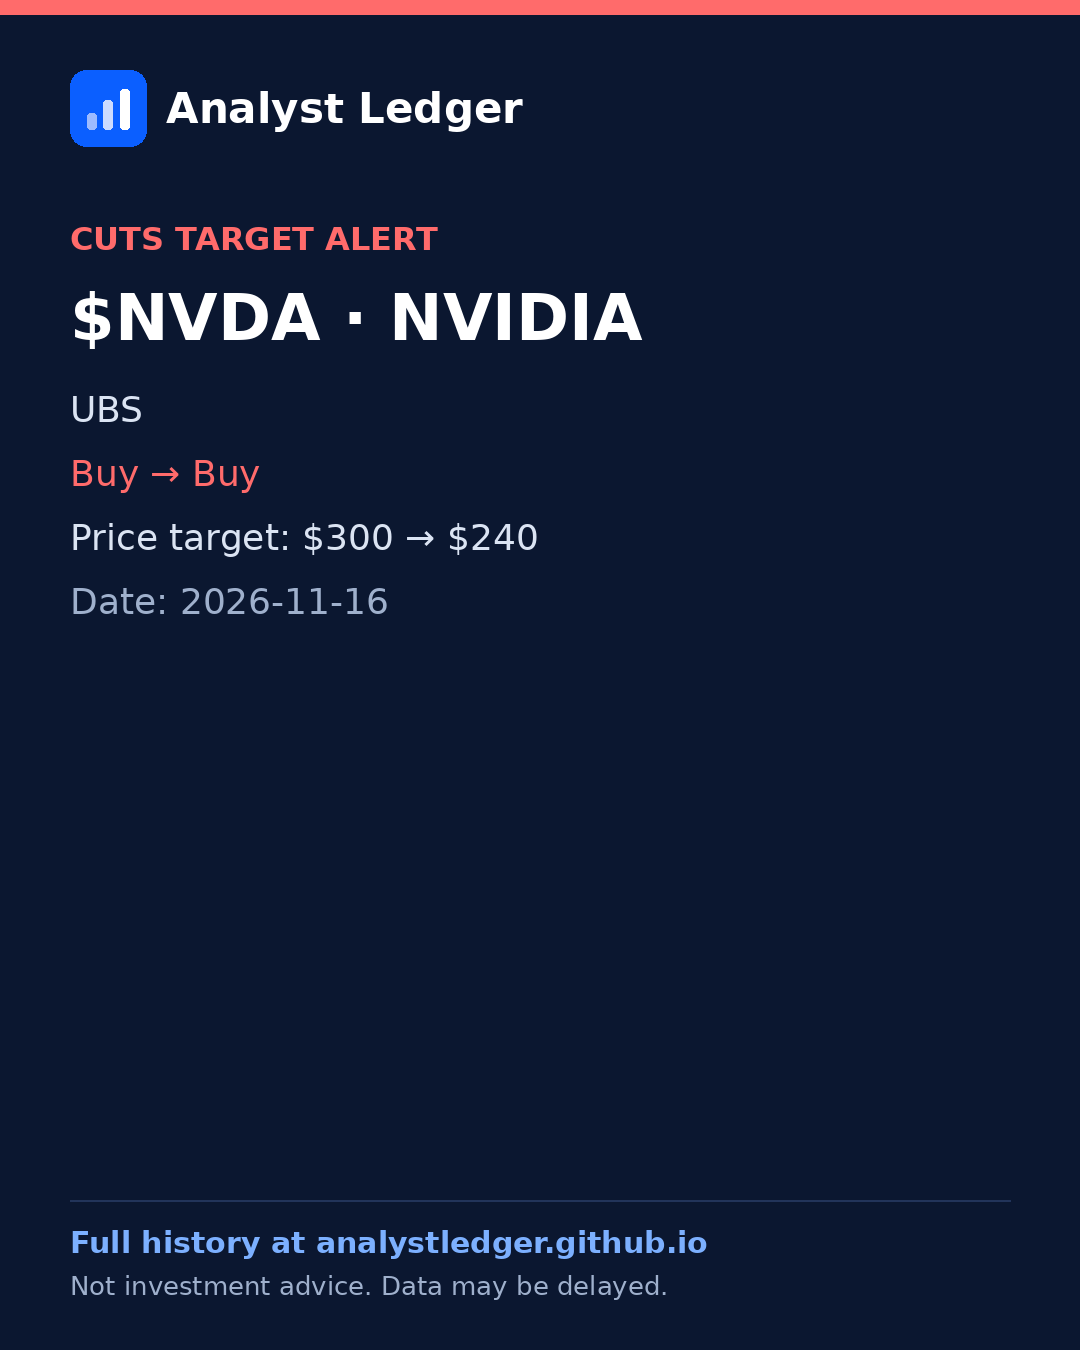 Analyst Ledger
CUTS TARGET ALERT
$NVDA · NVIDIA
UBS
Buy → Buy
Price target: $300 → $240
Date: 2026-11-16
Full history at analystledger.github.io
Not investment advice. Data may be delayed.